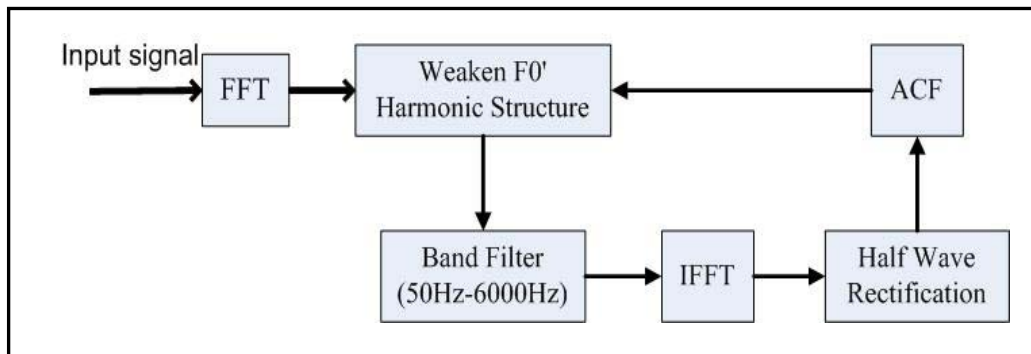 Input signal
FFT
Weaken F0'
Harmonic Structure
ACF
Band Filter
(50Hz-6000Hz)
IFFT
Half Wave
Rectification